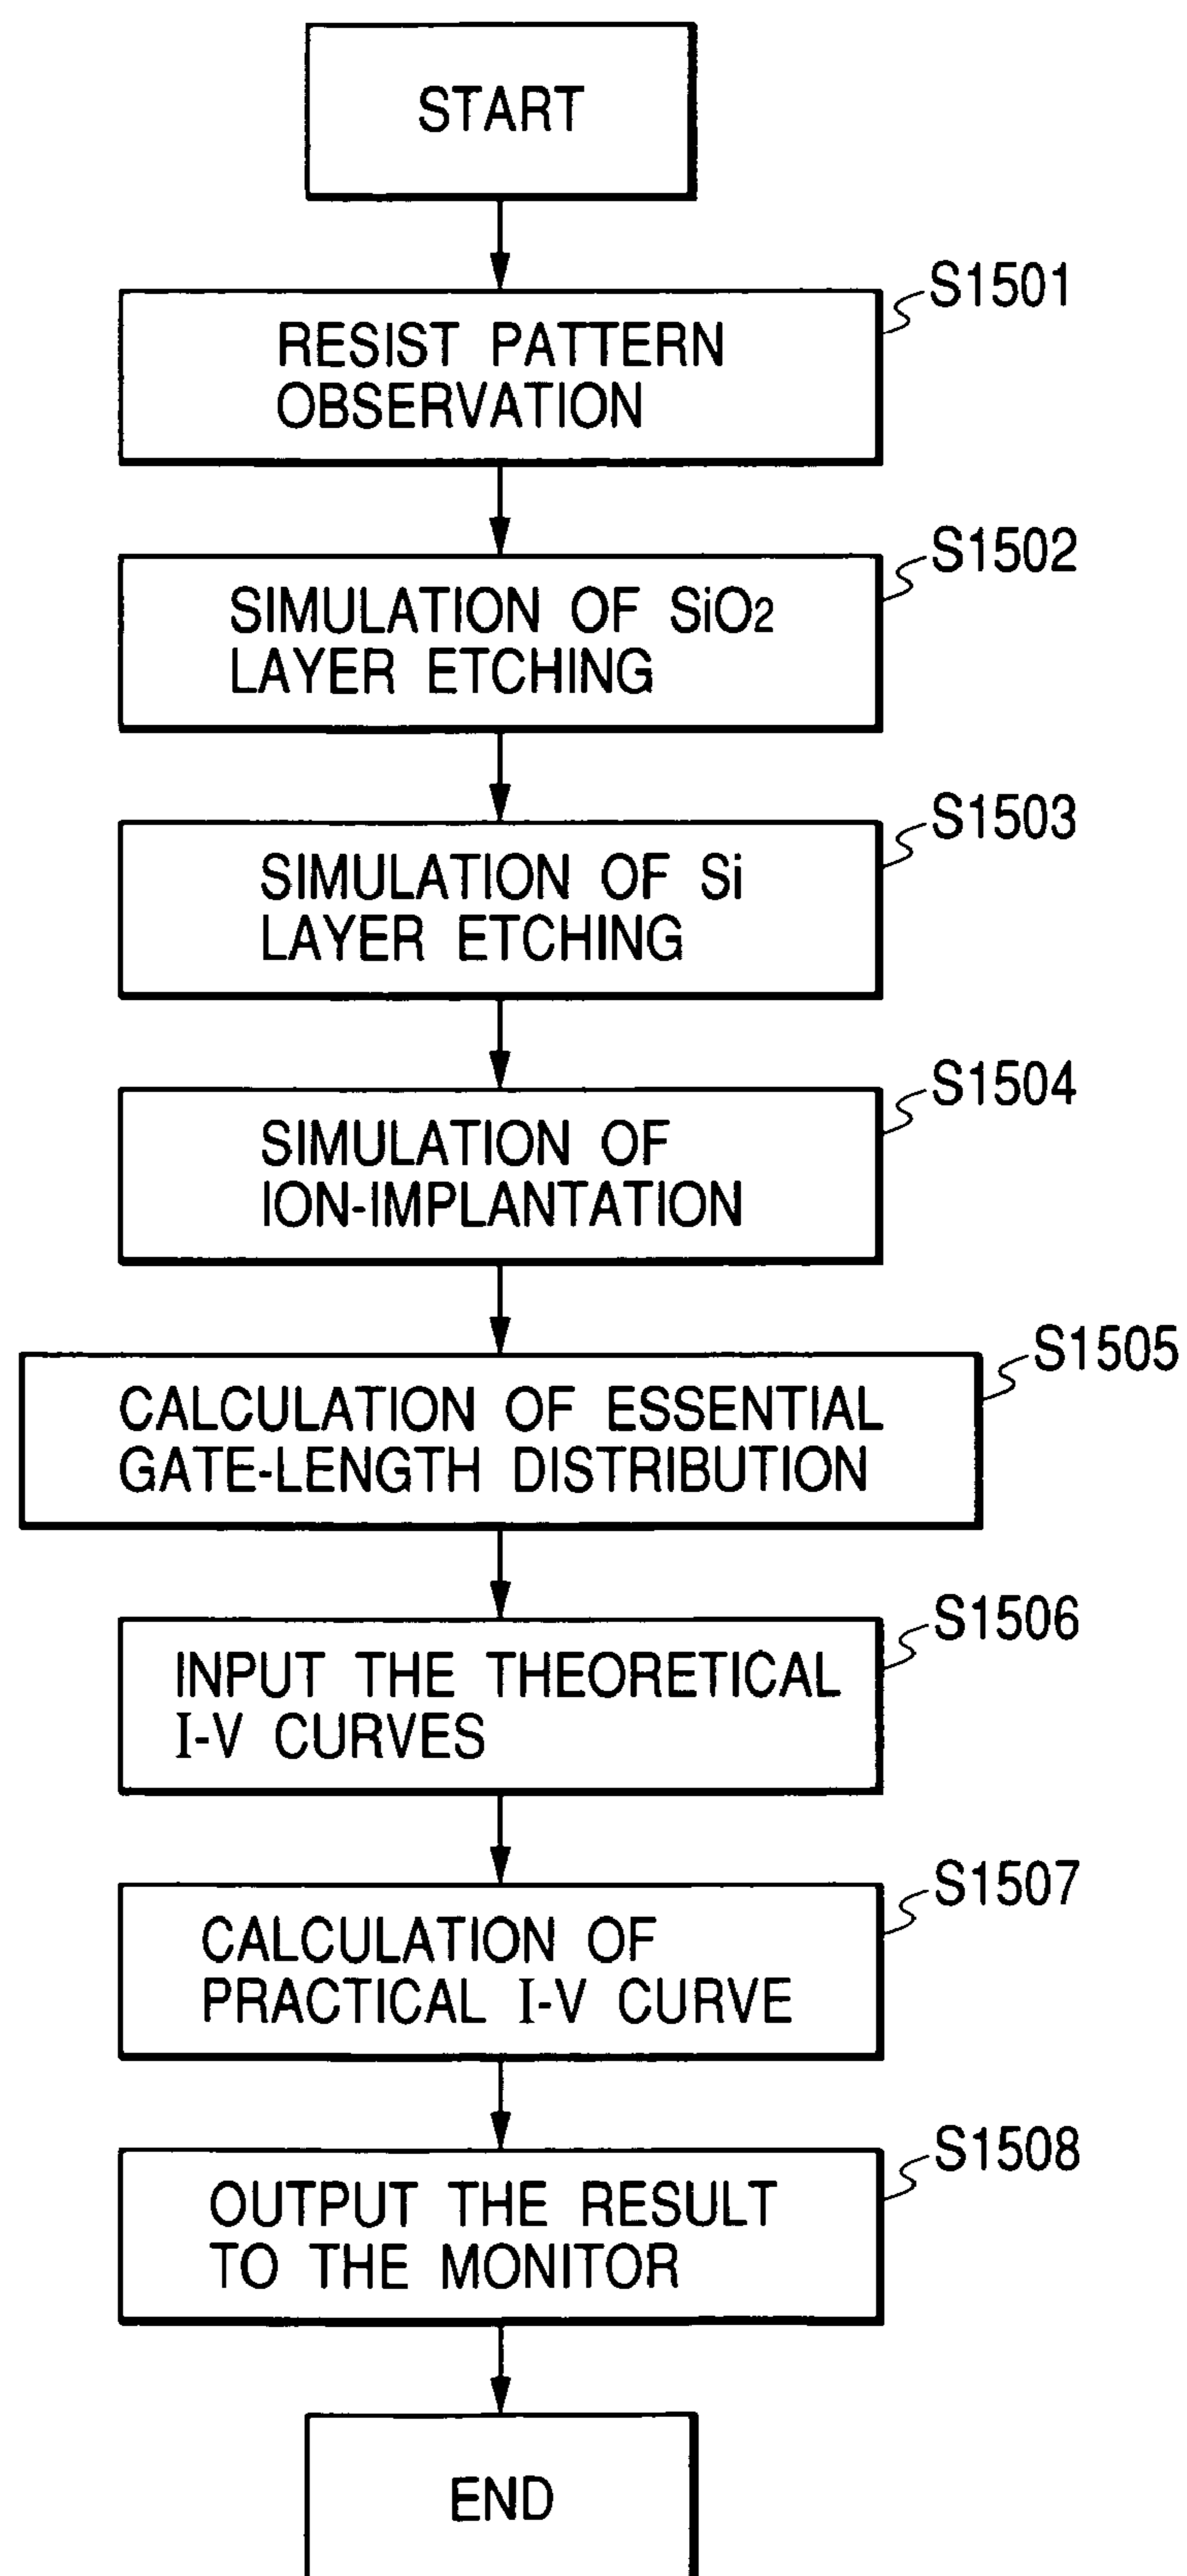 START
S1501
RESIST PATTERN
OBSERVATION
S1502
SIMULATION OF SiO2
LAYER ETCHING
S1503
SIMULATION OF Si
LAYER ETCHING
S1504
SIMULATION OF
ION-IMPLANTATION
S1505
CALCULATION OF ESSENTIAL
GATE-LENGTH DISTRIBUTION
S1506
INPUT THE THEORETICAL
I-V CURVES
S1507
CALCULATION OF
PRACTICAL I-V CURVE
S1508
OUTPUT THE RESULT
TO THE MONITOR
END